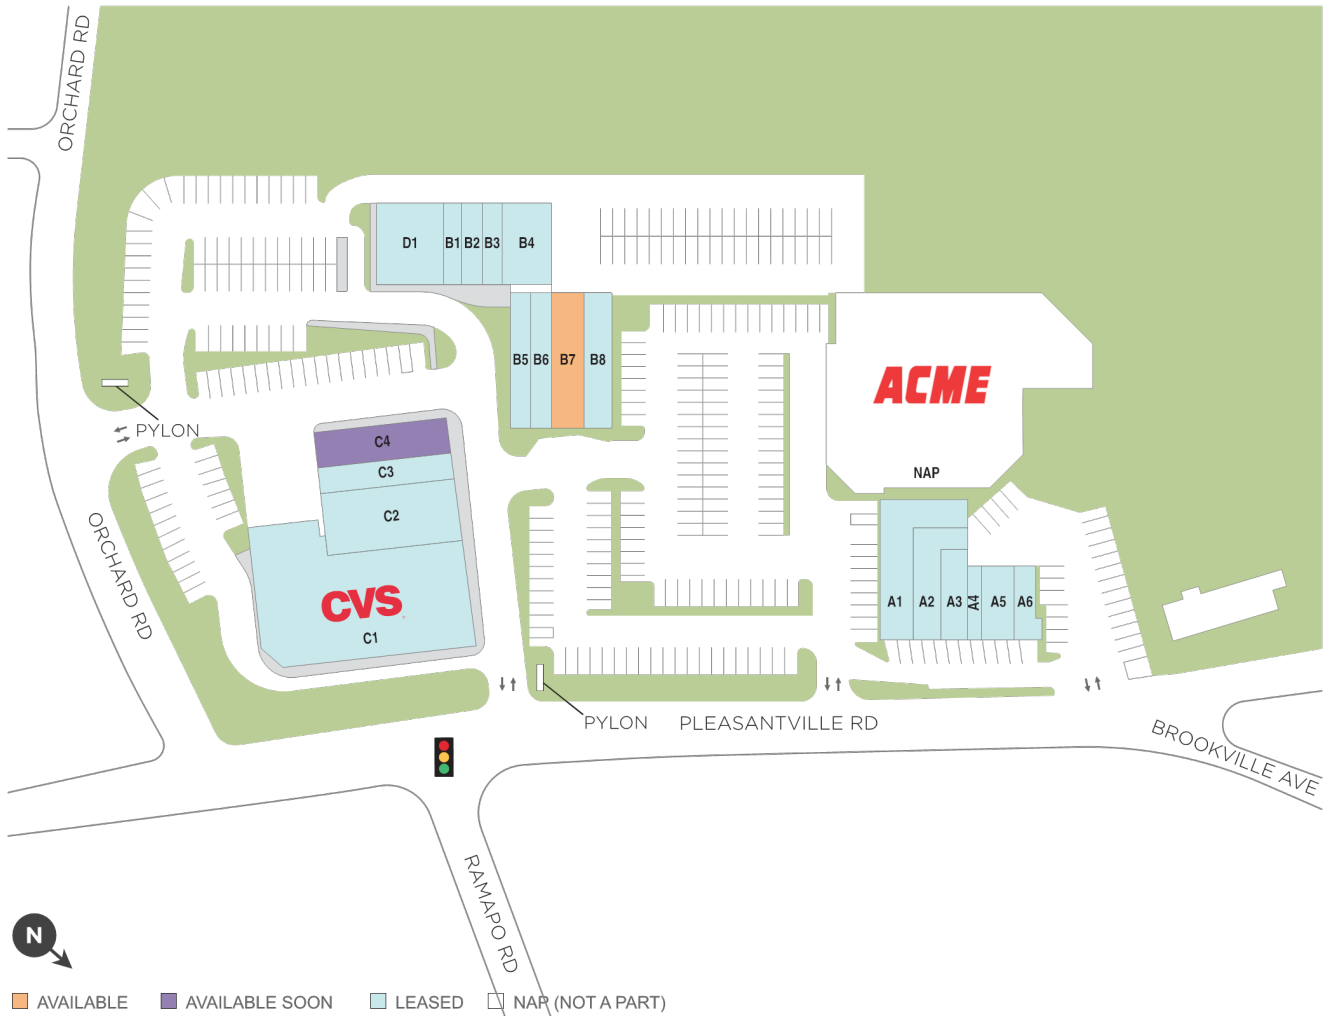 ORCHARD RD
D1
B1
B2
B3
B4
B5
B6
B7
B8
ACME
NAP
PYLON
C4
C3
C2
CVS
C1
ORCHARD RD
A1
A2
A3
A4
A5
A6
PYLON
PLEASANTVILLE RD
BROOKVILLE AVE
RAMAPO RD
N
AVAILABLE
AVAILABLE SOON
LEASED
NAP (NOT A PART)